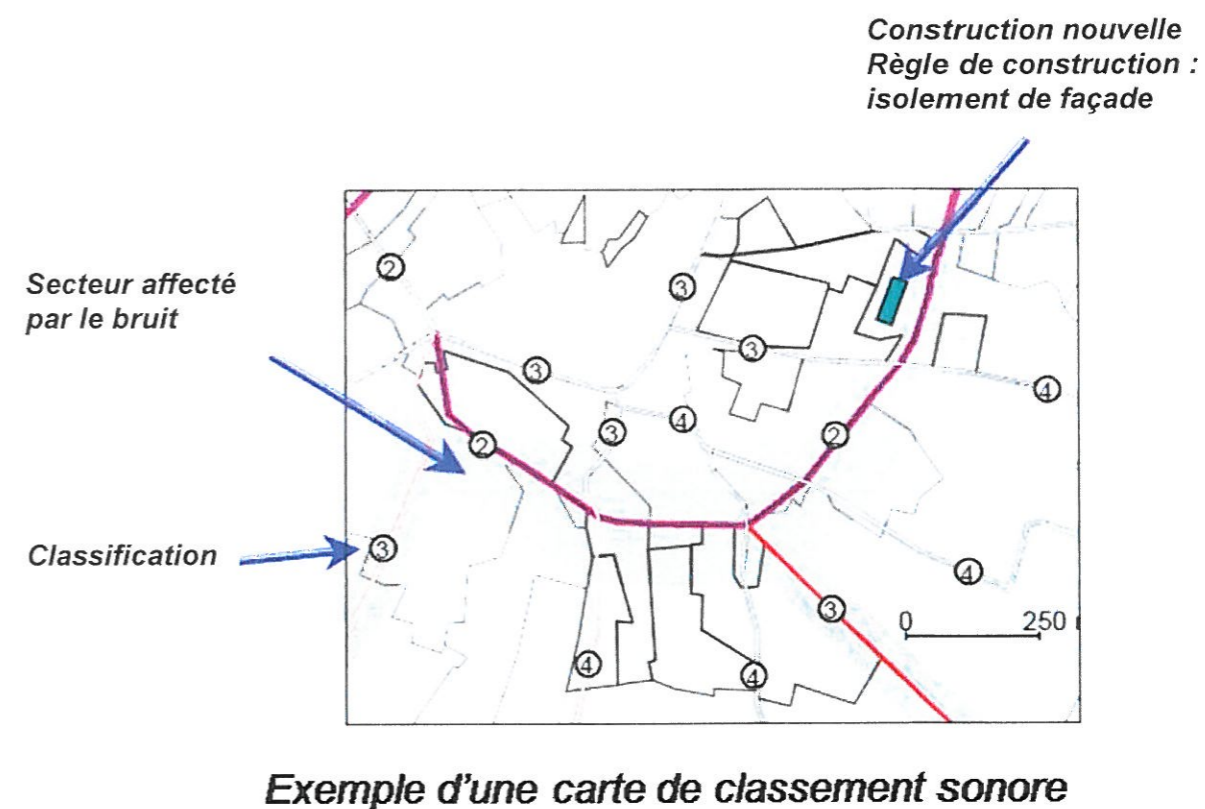 Construction nouvelle
Règle de construction :
isolement de façade
Secteur affecté
par le bruit
Classification
2
3
3
3
4
4
3
2
2
3
4
3
0 250
4
4
Exemple d'une carte de classement sonore